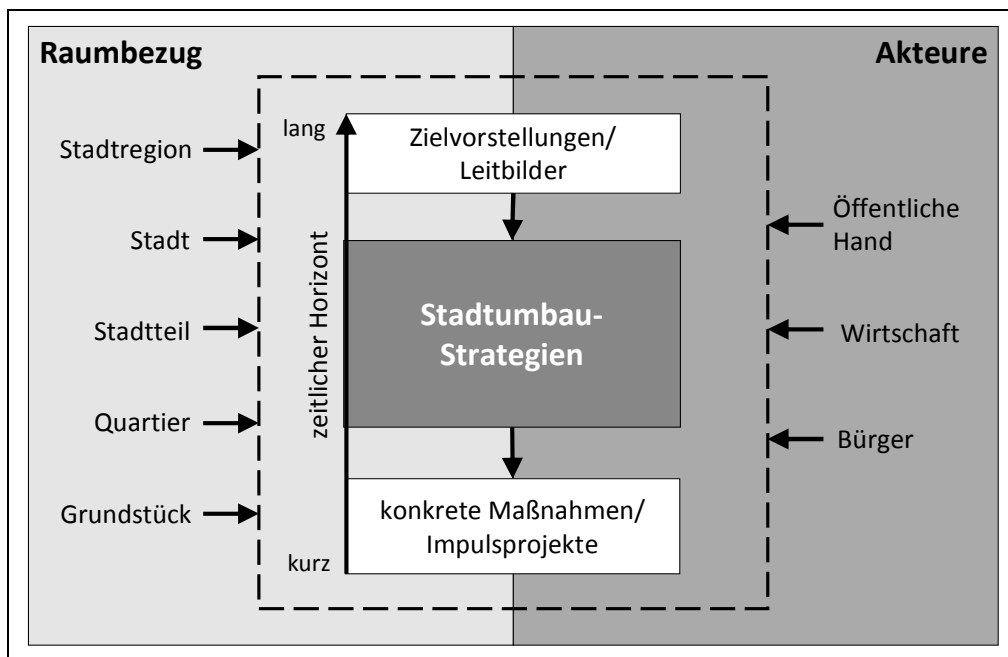 Raumbezug
Akteure
Stadtregion
Stadt
Stadtteil
Quartier
Grundstück
lang
zeitlicher Horizont
kurz
Zielvorstellungen/
Leitbilder
Stadtumbau-
Strategien
konkrete Maßnahmen/
Impulsprojekte
Öffentliche
Hand
Wirtschaft
Bürger